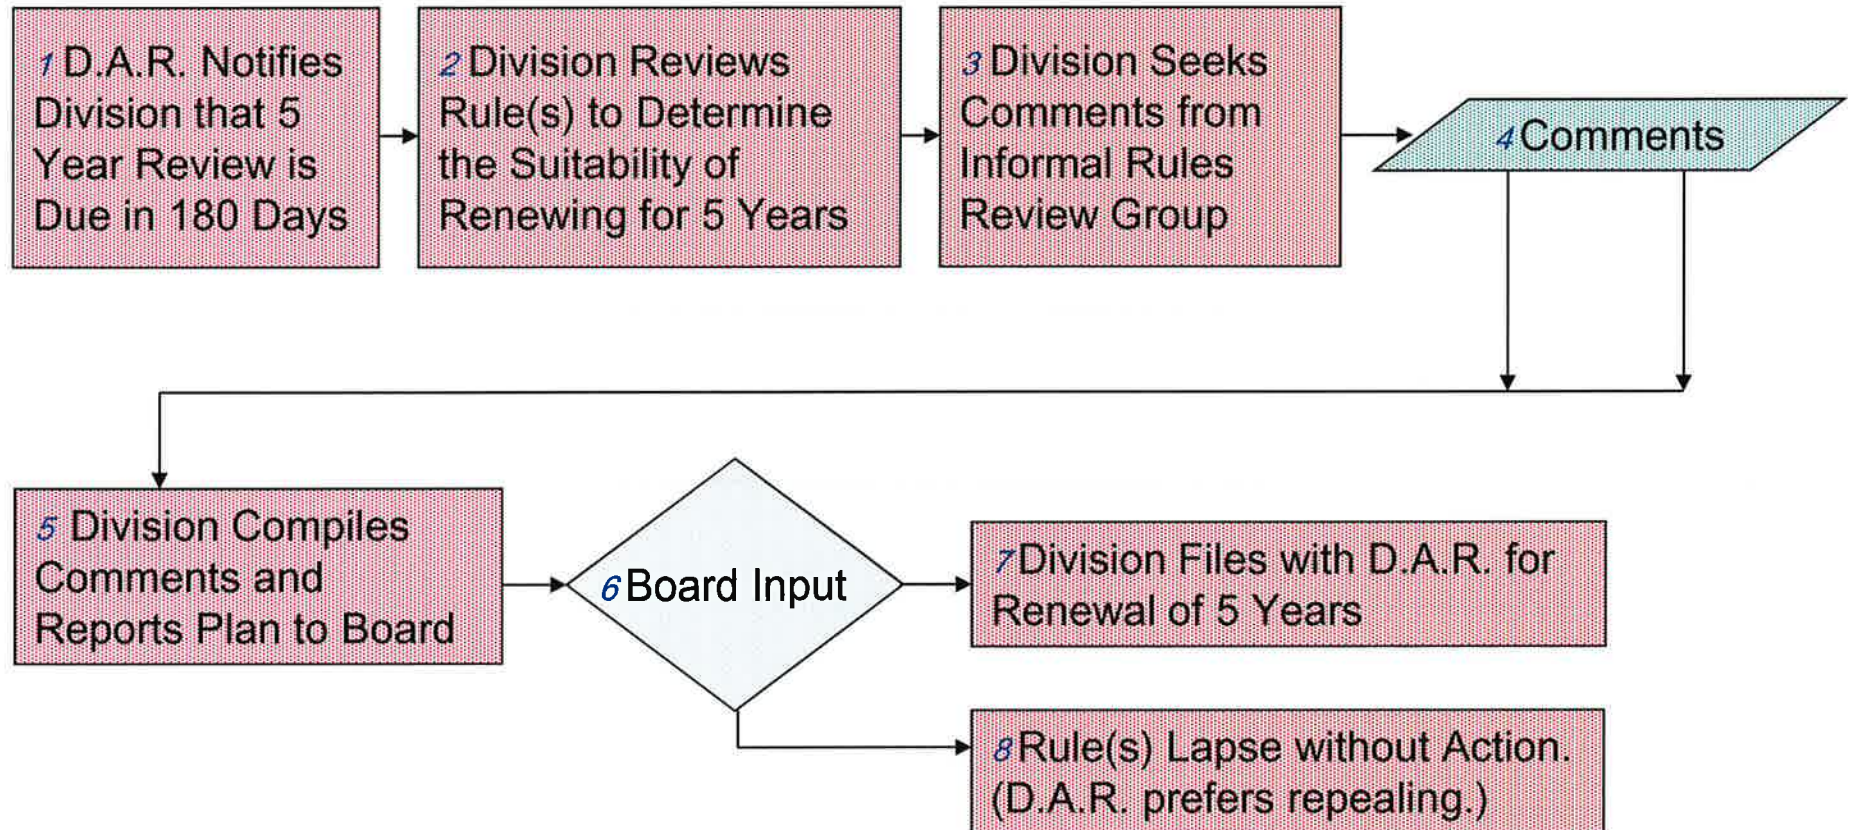 1 D.A.R. Notifies
Division that 5
Year Review is
Due in 180 Days
2 Division Reviews
Rule(s) to Determine
the Suitability of
Renewing for 5 Years
3 Division Seeks
Comments from
Informal Rules
Review Group
4 Comments
5 Division Compiles
Comments and
Reports Plan to Board
6 Board Input
7 Division Files with D.A.R. for
Renewal of 5 Years
8 Rule(s) Lapse without Action.
(D.A.R. prefers repealing.)